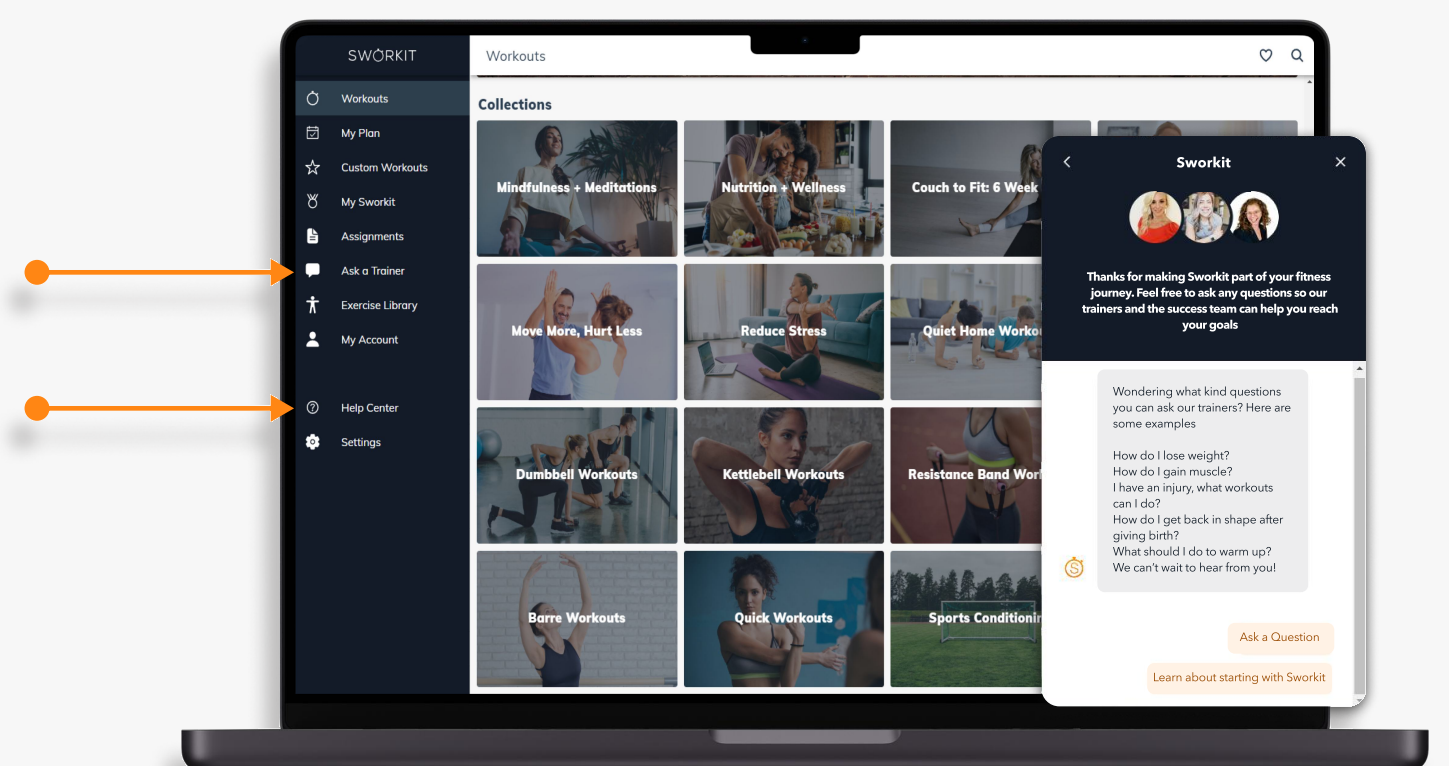 SWORKIT
Workouts
My Plan
Custom Workouts
My Sworkit
Assignments
Ask a Trainer
Exercise Library
My Account
Help Center
Settings
Workouts
Collections
Mindfulness + Meditations
Nutrition + Wellness
Couch to Fit: 6 Week
Move More, Hurt Less
Reduce Stress
Quiet Home
Dumbbell Workouts
Kettlebell Workouts
Resistance Band
Barre Workouts
Quick Workouts
Sports
Sworkit
Thanks for making Sworkit part of your fitness
journey. Feel free to ask any questions so our
trainers and the success team can help you reach
your goals
Wondering what kind questions
you can ask our trainers? Here are
some examples
How do I lose weight?
How do I gain muscle?
I have an injury, what workouts
can I do?
How do I get back in shape after
giving birth?
What should I do to warm up?
We can't wait to hear from you!
S
Ask a Question
Learn about starting with Sworkit